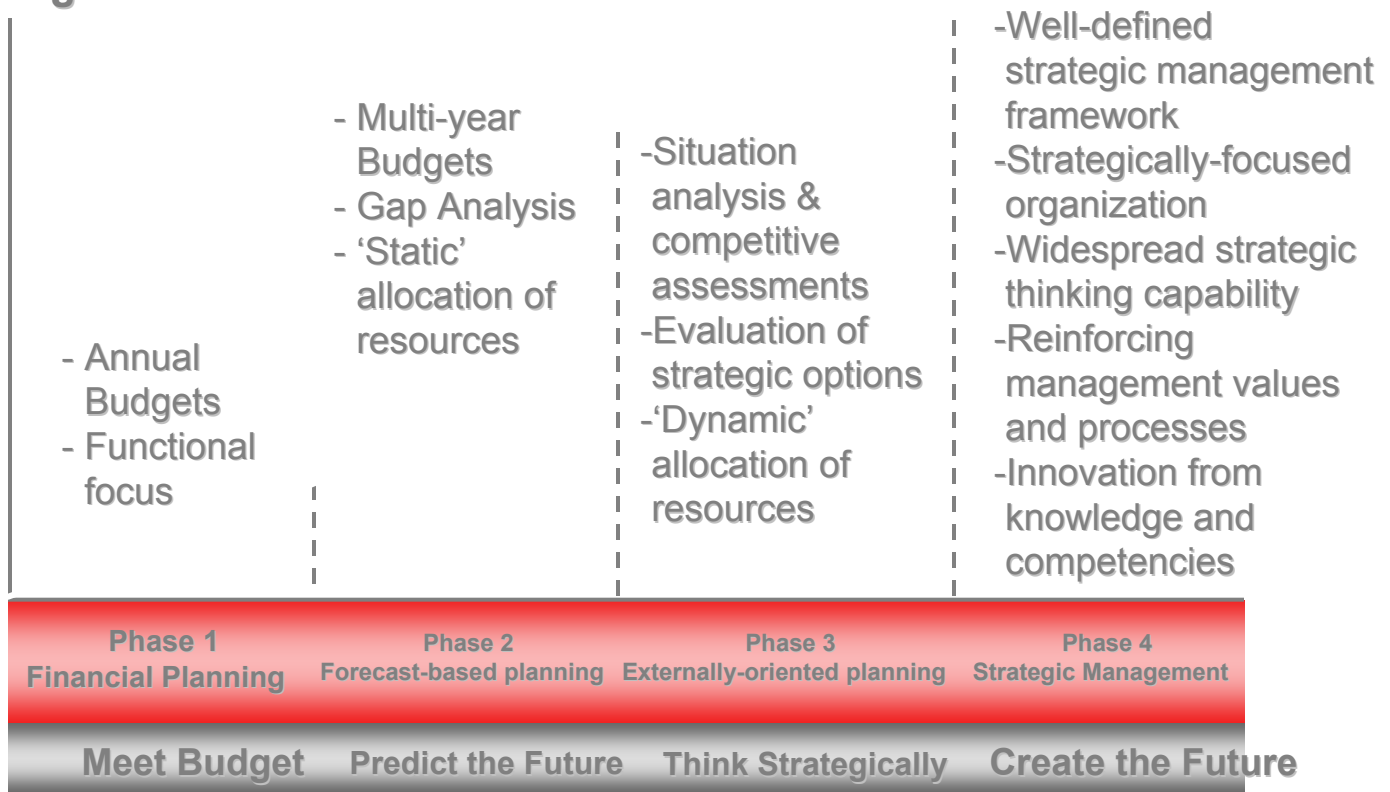 - Annual
Budgets
- Functional
focus
- Multi-year
Budgets
- Gap Analysis
- ‘Static’
allocation of
resources
-Situation
analysis &
competitive
assessments
-Evaluation of
strategic options
-‘Dynamic’
allocation of
resources
-Well-defined
strategic management
framework
-Strategically-focused
organization
-Widespread strategic
thinking capability
-Reinforcing
management values
and processes
-Innovation from
knowledge and
competencies
Phase 1
Financial Planning
Phase 2
Forecast-based planning
Phase 3
Externally-oriented planning
Phase 4
Strategic Management
Meet Budget
Predict the Future
Think Strategically
Create the Future